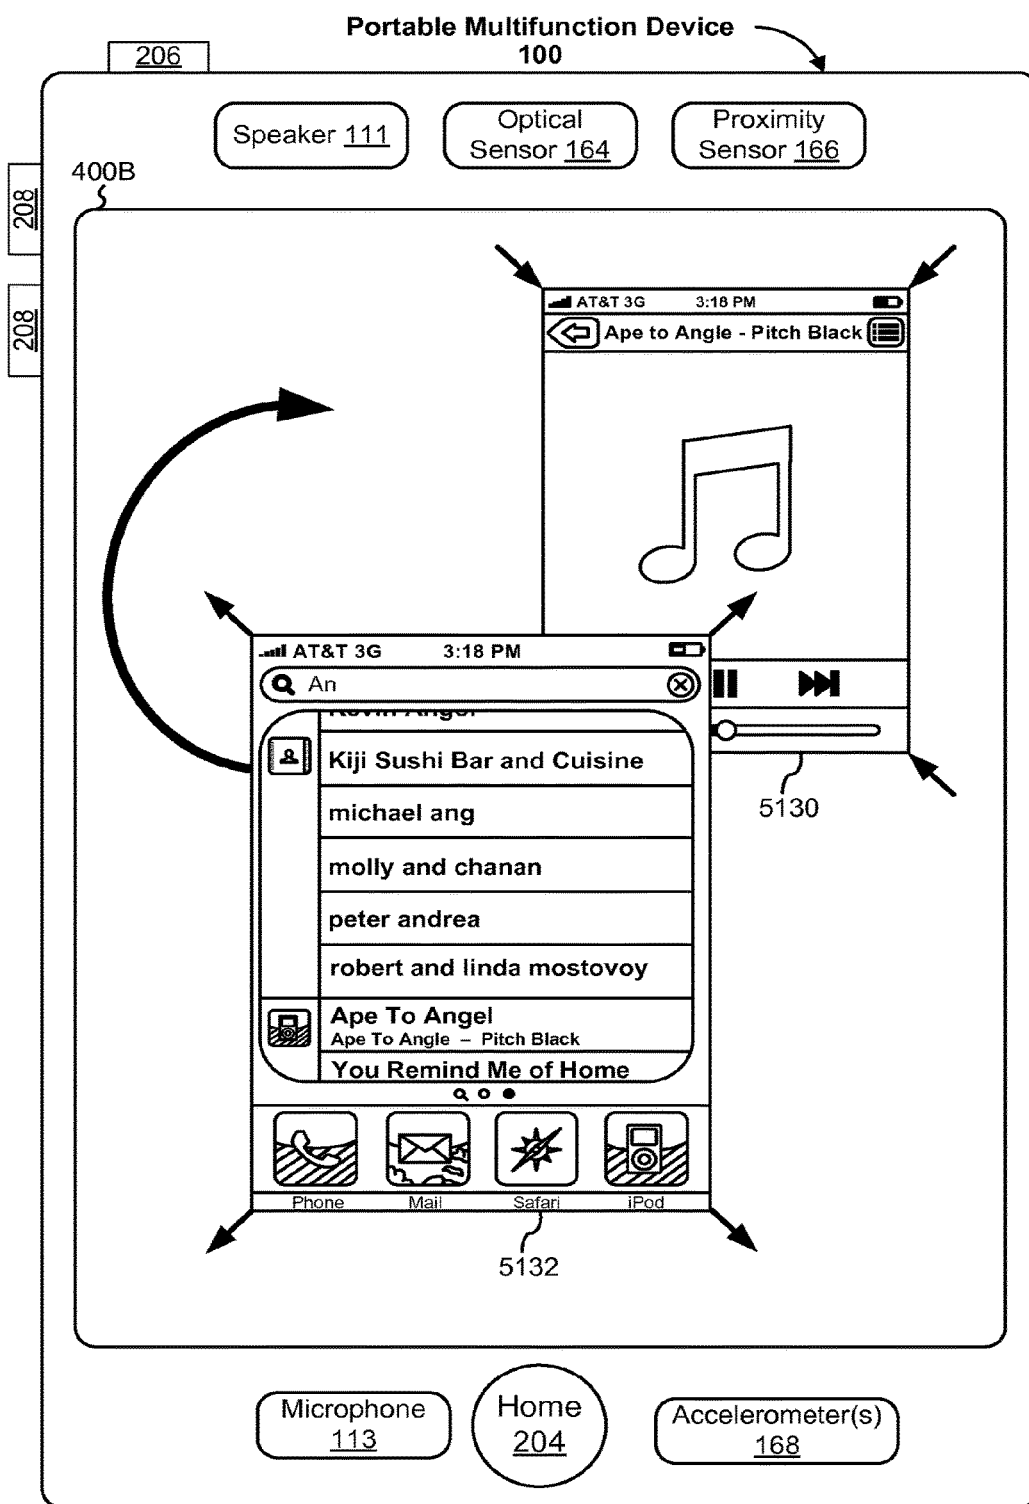 Portable Multifunction Device
100
206
Speaker 111
Optical
Sensor 164
Proximity
Sensor 166
400B
208
208
AT&T 3G 3:18 PM
Ape to Angle - Pitch Black
AT&T 3G 3:18 PM
An
Kevin Angel
Kiji Sushi Bar and Cuisine
michael ang
molly and chanan
peter andrea
robert and linda mostovoy
Ape To Angel
Ape To Angle – Pitch Black
You Remind Me of Home
5130
Phone Mail Safari iPod
5132
Microphone
113
Home
204
Accelerometer(s)
168